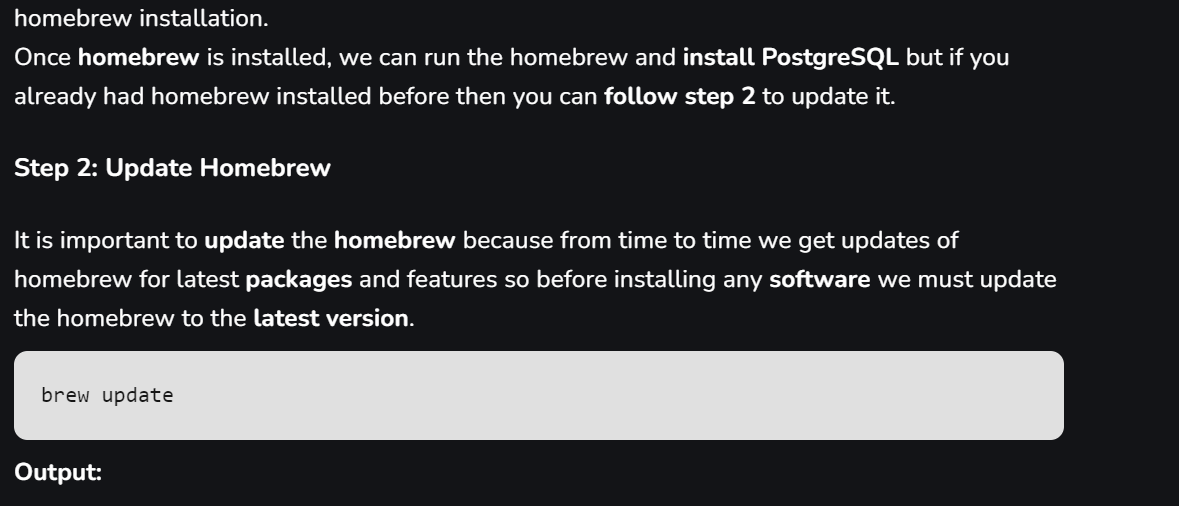 homebrew installation.
Once homebrew is installed, we can run the homebrew and install PostgreSQL but if you
already had homebrew installed before then you can follow step 2 to update it.
Step 2: Update Homebrew
It is important to update the homebrew because from time to time we get updates of
homebrew for latest packages and features so before installing any software we must update
the homebrew to the latest version.
brew update
Output: